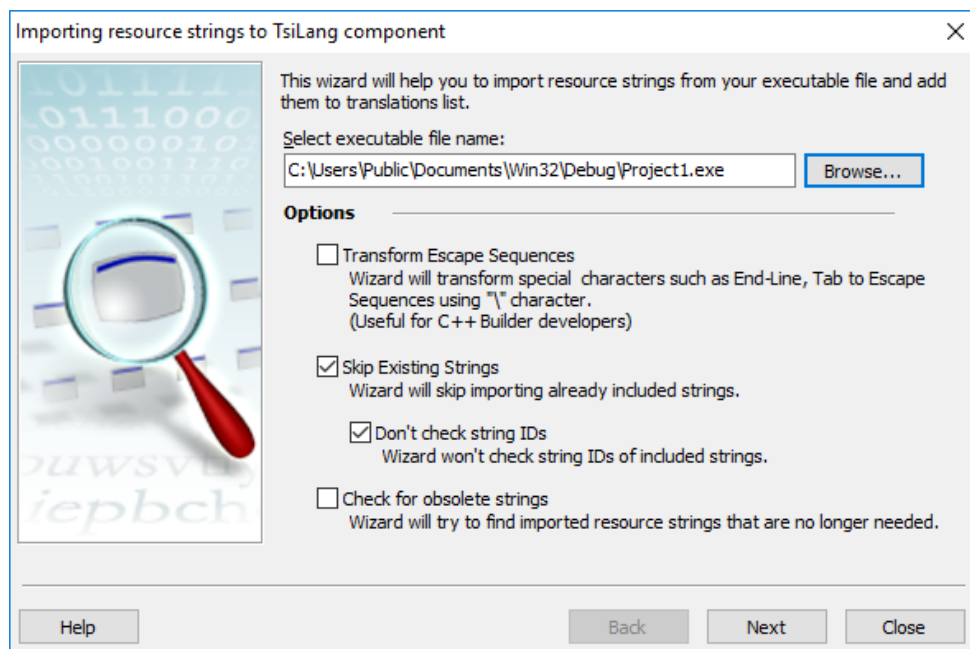 Importing resource strings to TsiLang component
This wizard will help you to import resource strings from your executable file and add
them to translations list.
Select executable file name:
C:\Users\Public\Documents\Win32\Debug\Project1.exe
Browse...
Options
Transform Escape Sequences
Wizard will transform special characters such as End-Line, Tab to Escape
Sequences using "\" character.
(Useful for C++ Builder developers)
Skip Existing Strings
Wizard will skip importing already included strings.
Don't check string IDs
Wizard won't check string IDs of included strings.
Check for obsolete strings
Wizard will try to find imported resource strings that are no longer needed.
Help
Back
Next
Close